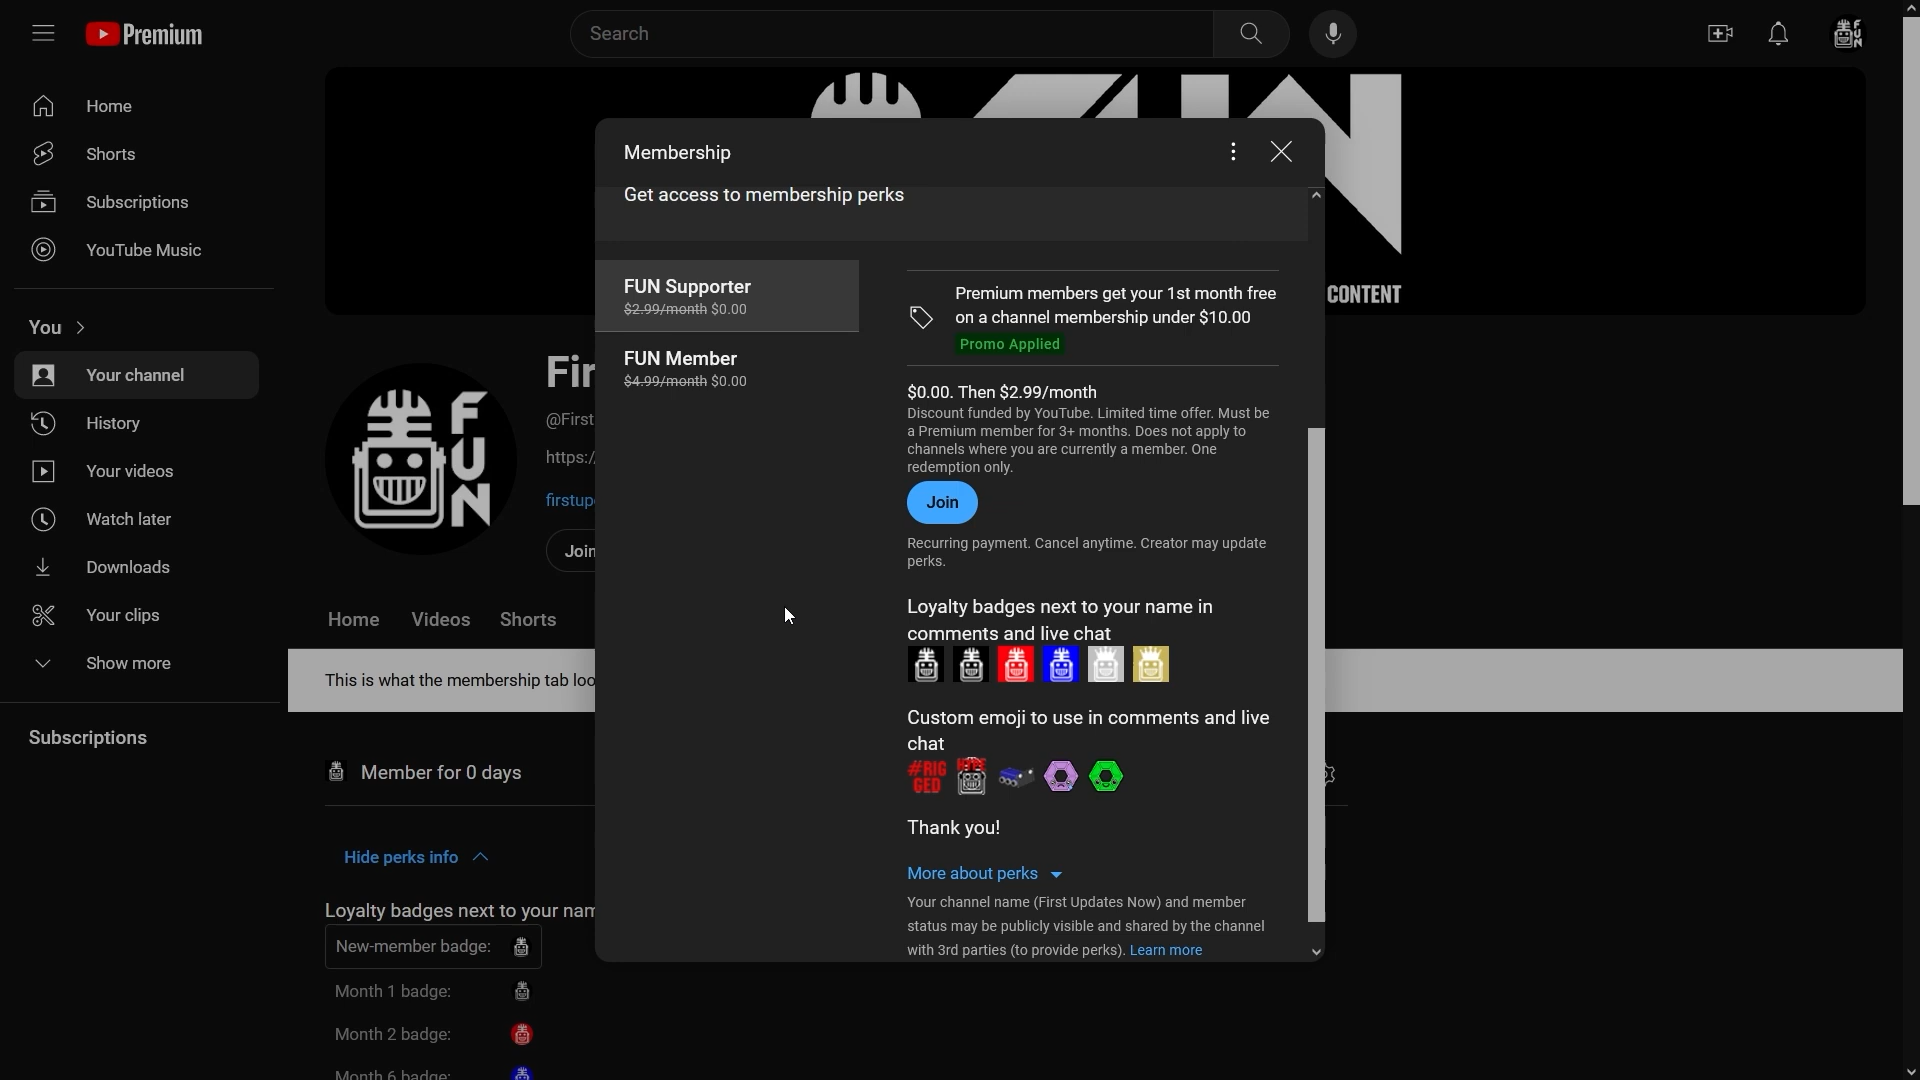 Premium
Search
FUN
Home
Shorts
Subscriptions
YouTube Music
You
Your channel
History
Your videos
Watch later
Downloads
Your clips
Show more
Subscriptions
CONTENT
FUN
Fir
@First
https:/
firstup
Join
Home Videos Shorts
This is what the membership tab loo
Member for 0 days
Hide perks info
Loyalty badges next to your nam
New-member badge:
Month 1 badge:
Month 2 badge:
Month 6 badge:
Membership
Get access to membership perks
FUN Supporter
$2.99/month $0.00
FUN Member
$4.99/month $0.00
Premium members get your 1st month free
on a channel membership under $10.00
Promo Applied
$0.00. Then $2.99/month
Discount funded by YouTube. Limited time offer. Must be
a Premium member for 3+ months. Does not apply to
channels where you are currently a member. One
redemption only.
Join
Recurring payment. Cancel anytime. Creator may update
perks.
Loyalty badges next to your name in
comments and live chat
Custom emoji to use in comments and live
chat
#RIG
GED
HYPE
Thank you!
More about perks
Your channel name (First Updates Now) and member
status may be publicly visible and shared by the channel
with 3rd parties (to provide perks). Learn more